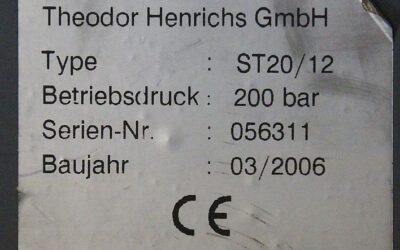 Theodor Henrichs GmbH
Type : ST20/12
Betriebsdruck : 200 bar
Serien-Nr. : 056311
Baujahr : 03/2006
CE